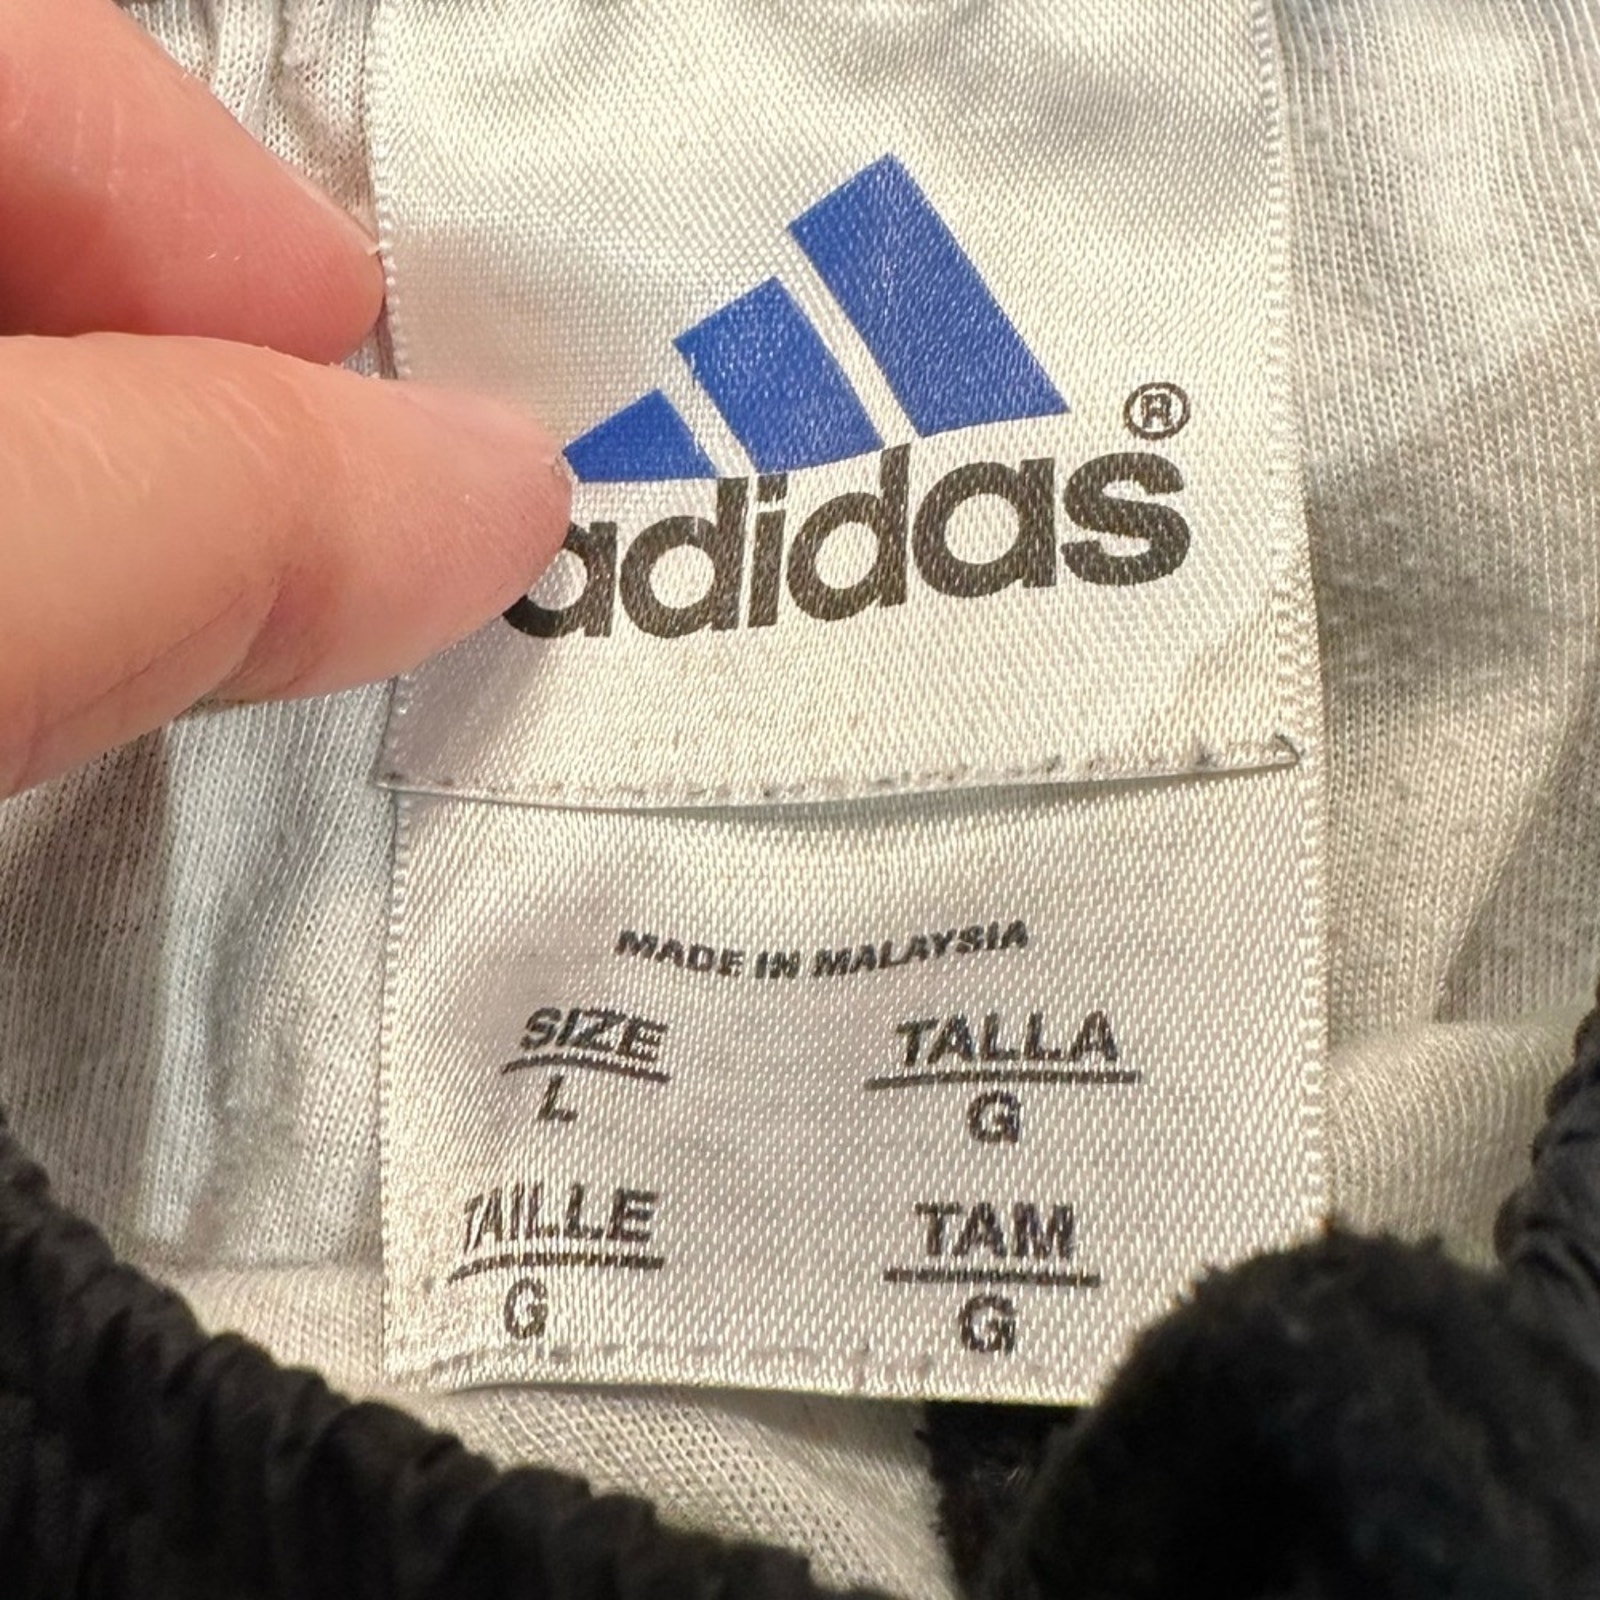 adidas®
MADE IN MALAYSIA
SIZE TALLA
L G
TAILLE TAM
G G